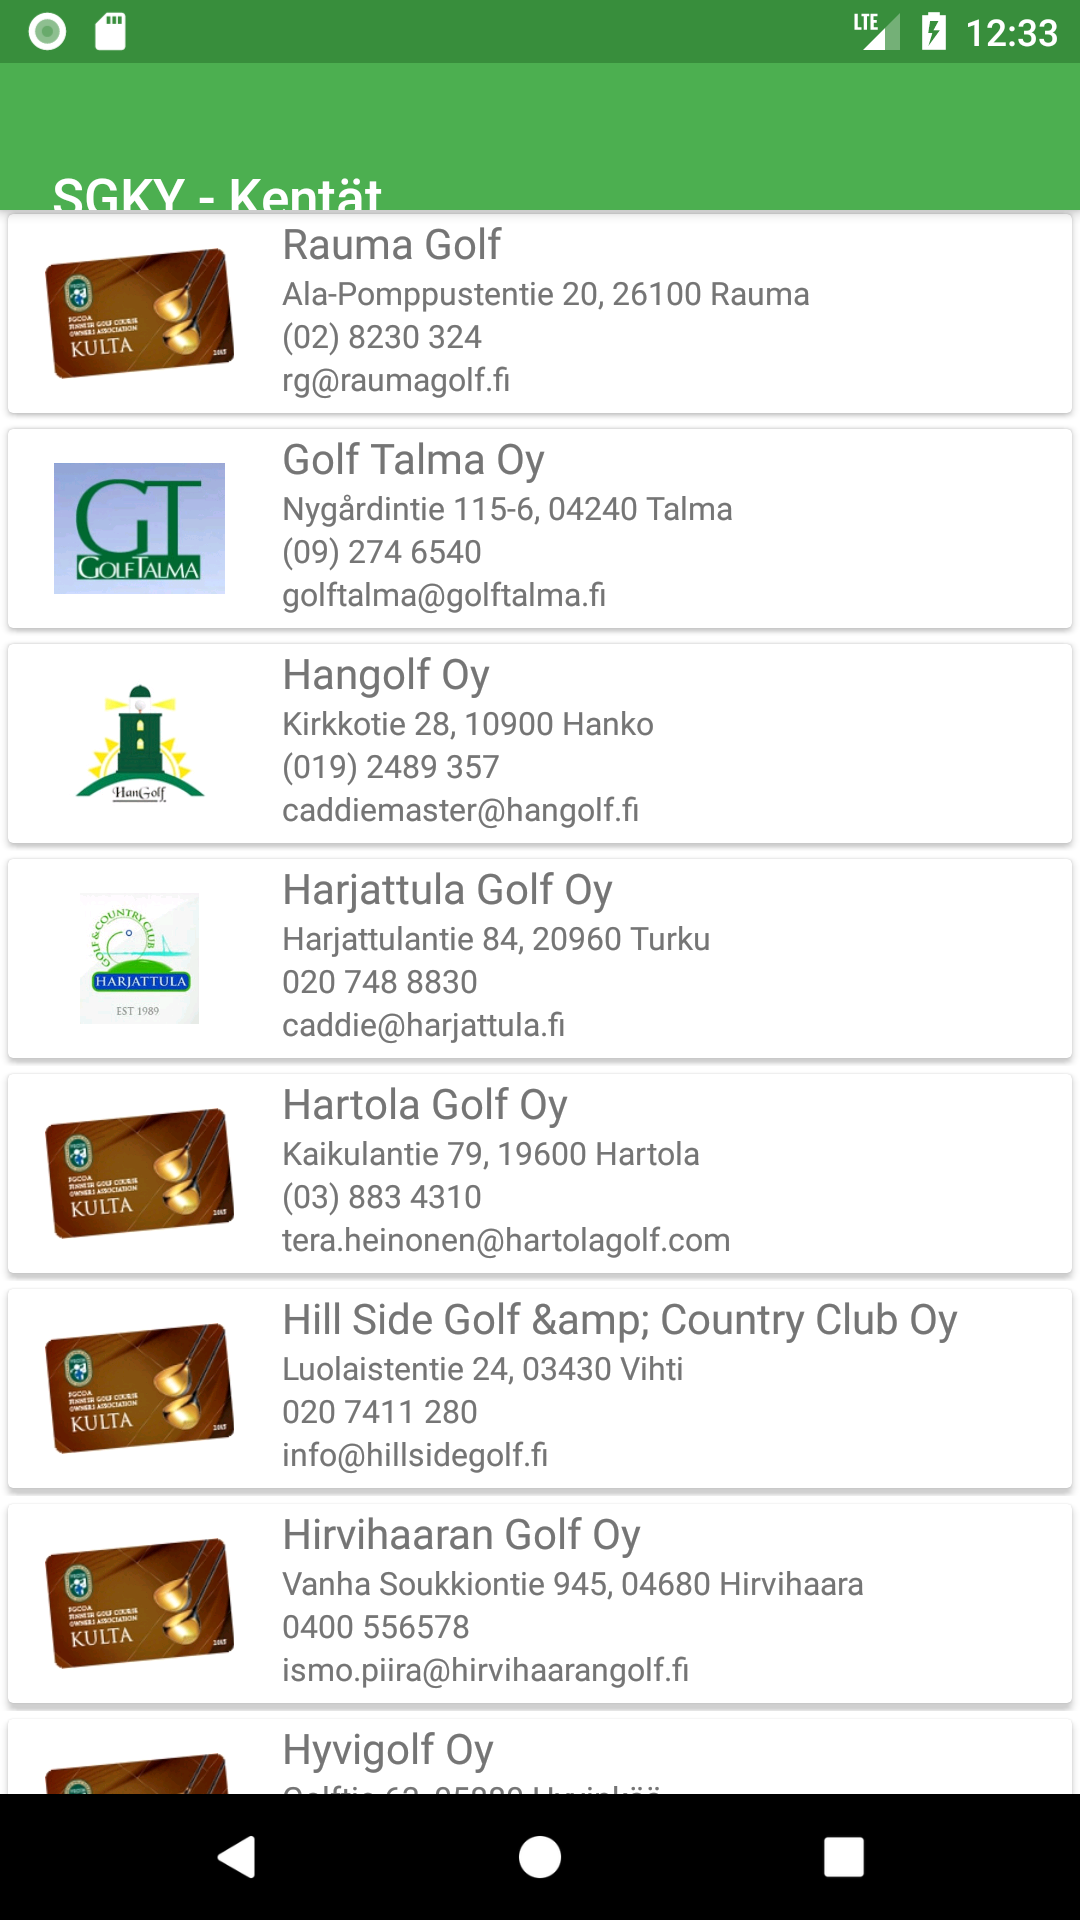 LTE 12:33
SGKY - Kentät
Rauma Golf
Ala-Pomppustentie 20, 26100 Rauma
(02) 8230 324
rg@raumagolf.fi
FGCOA
FINNISH GOLF COURSE
OWNERS ASSOCIATION
KULTA
Golf Talma Oy
Nygårdintie 115-6, 04240 Talma
(09) 274 6540
golftalma@golftalma.fi
GT
GOLFTALMA
Hangolf Oy
Kirkkotie 28, 10900 Hanko
(019) 2489 357
caddiemaster@hangolf.fi
HanGolf
Harjattula Golf Oy
Harjattulantie 84, 20960 Turku
020 748 8830
caddie@harjattula.fi
GOLF & COUNTRY CLUB
HARJATTULA
EST 1989
Hartola Golf Oy
Kaikulantie 79, 19600 Hartola
(03) 883 4310
tera.heinonen@hartolagolf.com
FGCOA
FINNISH GOLF COURSE
OWNERS ASSOCIATION
KULTA
Hill Side Golf &amp; Country Club Oy
Luolaistentie 24, 03430 Vihti
020 7411 280
info@hillsidegolf.fi
FGCOA
FINNISH GOLF COURSE
OWNERS ASSOCIATION
KULTA
Hirvihaaran Golf Oy
Vanha Soukkiontie 945, 04680 Hirvihaara
0400 556578
ismo.piira@hirvihaarangolf.fi
FGCOA
FINNISH GOLF COURSE
OWNERS ASSOCIATION
KULTA
Hyvigolf Oy